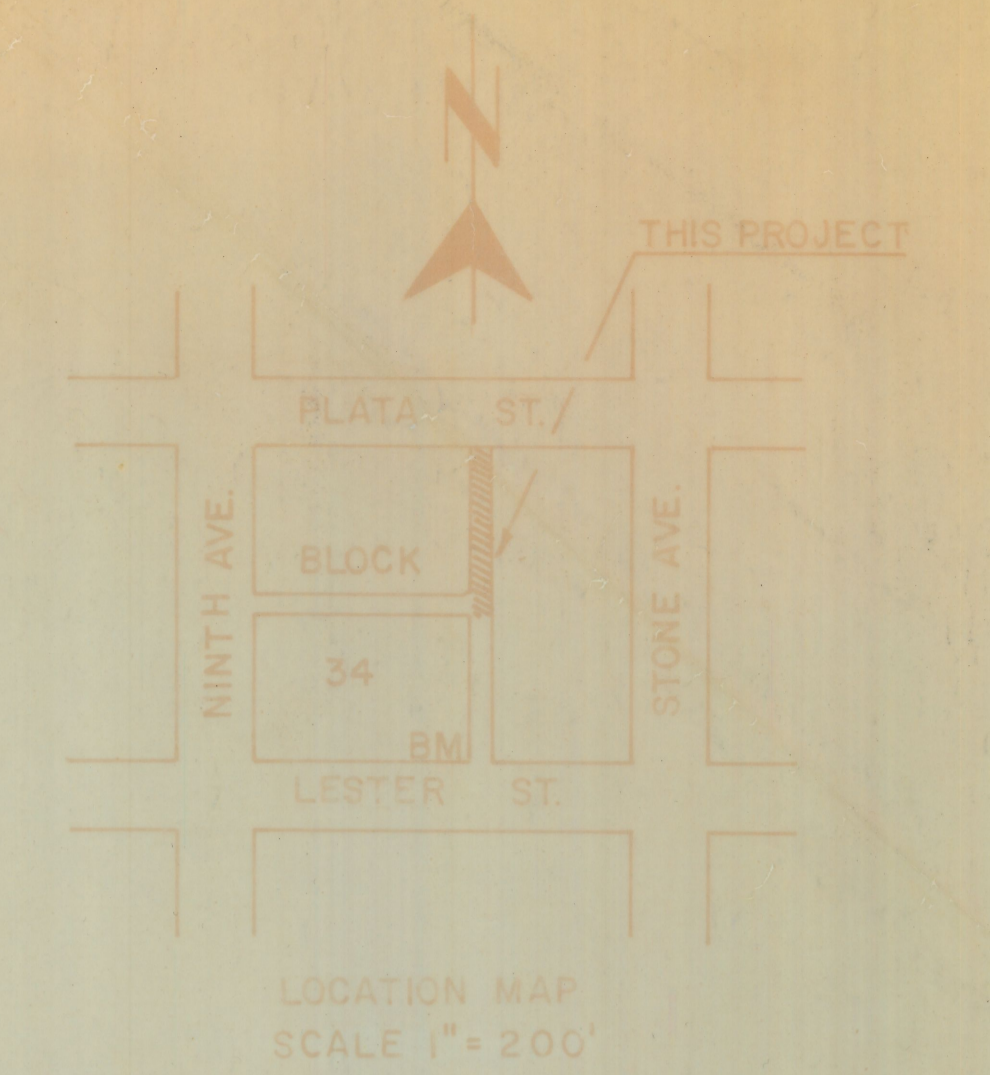 N
THIS PROJECT
PLATA ST.
NINTH AVE.
STONE AVE.
BLOCK
34
BM
LESTER ST.
LOCATION MAP
SCALE 1" = 200'